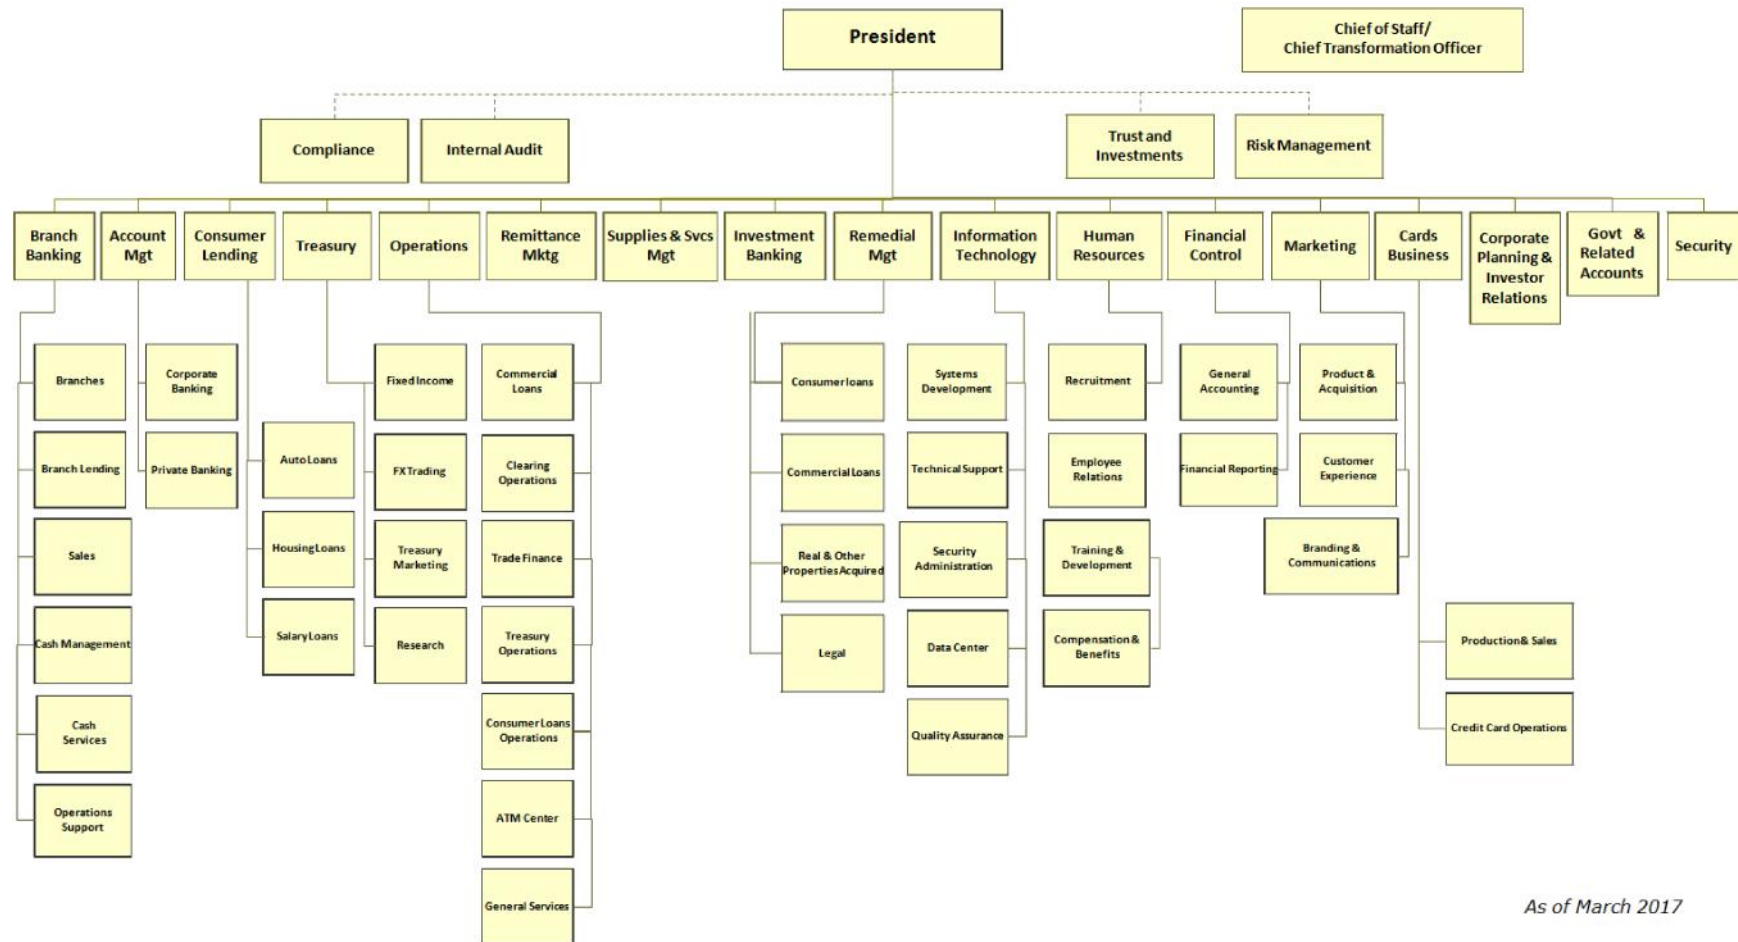 President
Chief of Staff/
Chief Transformation Officer
Compliance
Internal Audit
Trust and
Investments
Risk Management
Branch
Banking
Account
Mgt
Consumer
Lending
Treasury
Operations
Remittance
Mktg
Supplies & Svcs
Mgt
Investment
Banking
Remedial
Mgt
Information
Technology
Human
Resources
Financial
Control
Marketing
Cards
Business
Corporate
Planning &
Investor
Relations
Govt &
Related
Accounts
Security
Branches
Branch Lending
Sales
Cash Management
Cash
Services
Operations
Support
Corporate
Banking
Private Banking
Auto Loans
Housing Loans
Salary Loans
Fixed Income
FX Trading
Treasury
Marketing
Research
Commercial
Loans
Clearing
Operations
Trade Finance
Treasury
Operations
Consumer Loans
Operations
ATM Center
General Services
Consumer loans
Commercial Loans
Real & Other
Properties Acquired
Legal
Systems
Development
Technical Support
Security
Administration
Data Center
Quality Assurance
Recruitment
Employee
Relations
Training &
Development
Compensation &
Benefits
General
Accounting
Financial Reporting
Product &
Acquisition
Customer
Experience
Branding &
Communications
Production & Sales
Credit Card Operations
As of March 2017